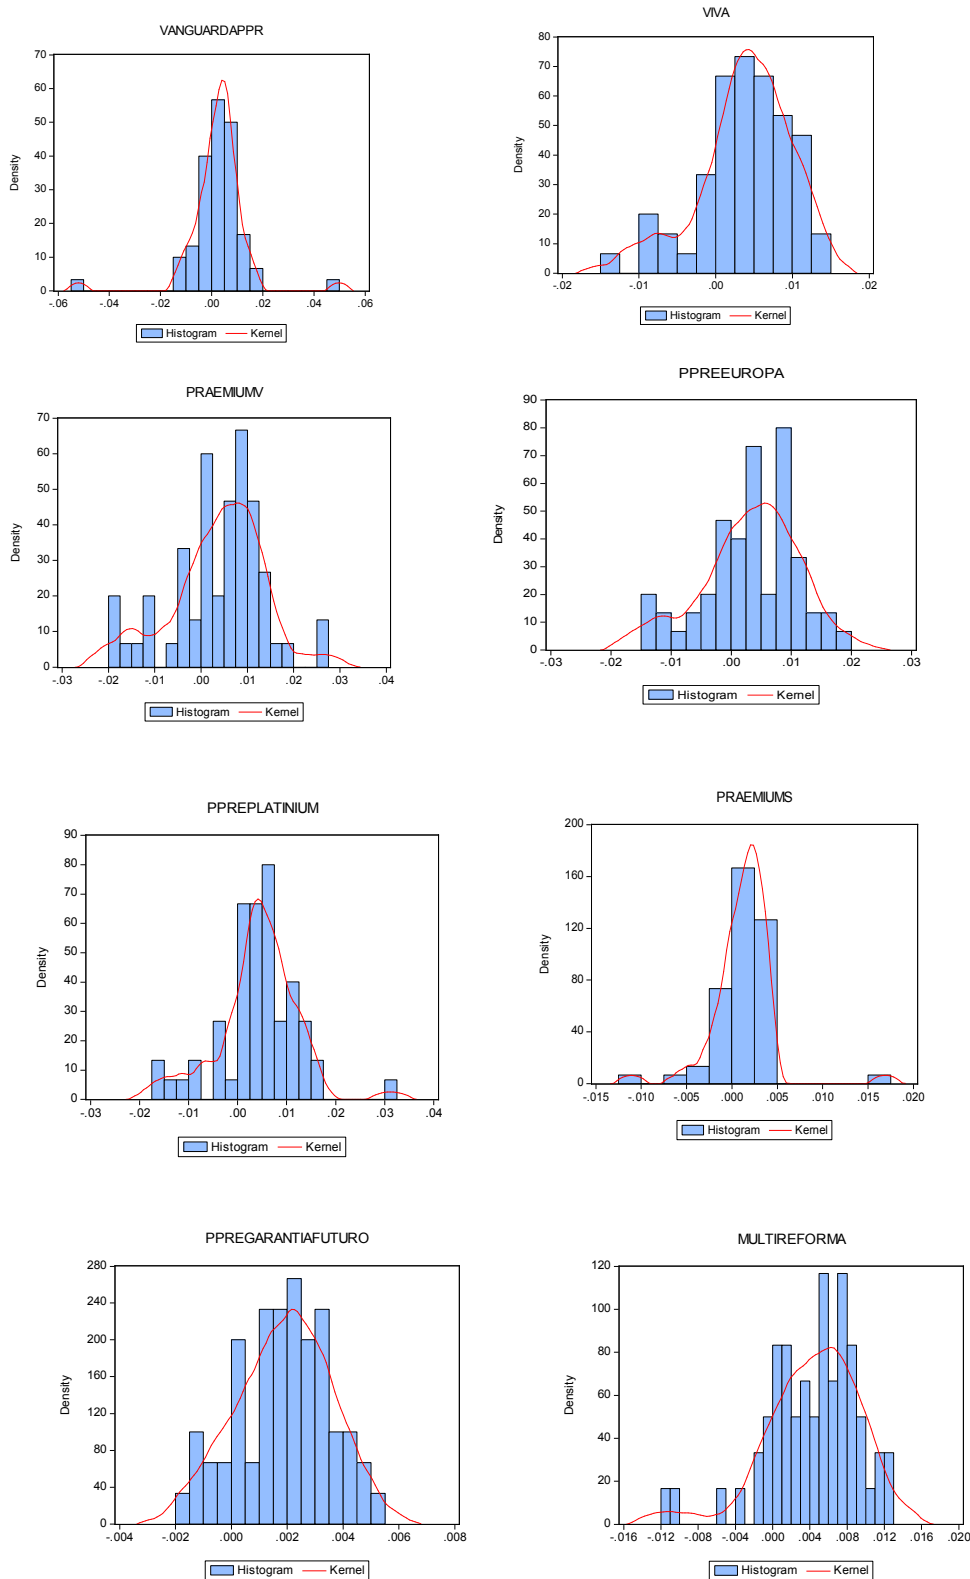 VANGUARDAPPR
70
60
50
40
30
20
10
0
Density
-.06 -.04 -.02 .00 .02 .04 .06
Histogram Kernel
VIVA
80
70
60
50
40
30
20
10
0
Density
-.02 -.01 .00 .01 .02
Histogram Kernel
PRAEMIUMV
70
60
50
40
30
20
10
0
Density
-.03 -.02 -.01 .00 .01 .02 .03 .04
Histogram Kernel
PPREEUROPA
90
80
70
60
50
40
30
20
10
0
Density
-.03 -.02 -.01 .00 .01 .02 .03
Histogram Kernel
PPREPLATINIUM
90
80
70
60
50
40
30
20
10
0
Density
-.03 -.02 -.01 .00 .01 .02 .03 .04
Histogram Kernel
PRAEMIUMS
200
160
120
80
40
0
Density
-.015 -.010 -.005 .000 .005 .010 .015 .020
Histogram Kernel
PPREGARANTIAFUTURO
280
240
200
160
120
80
40
0
Density
-.004 -.002 .000 .002 .004 .006 .008
Histogram Kernel
MULTIREFORMA
120
100
80
60
40
20
0
Density
-.016 -.012 -.008 -.004 .000 .004 .008 .012 .016 .020
Histogram Kernel